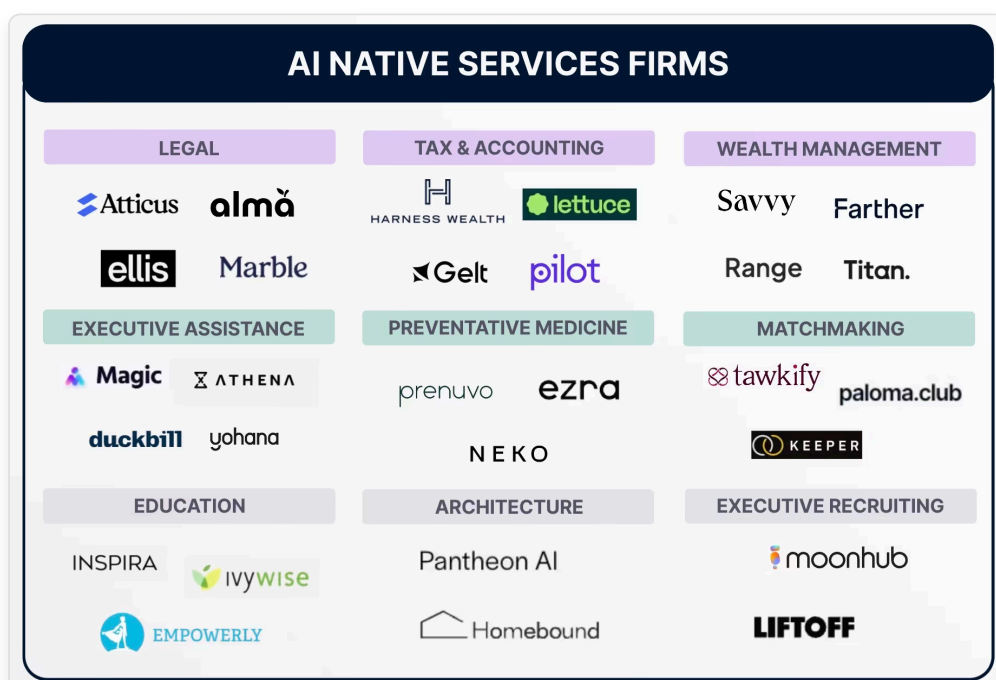 AI NATIVE SERVICES FIRMS
LEGAL
Atticus
almà
ellis
Marble
TAX & ACCOUNTING
HARNESS WEALTH
lettuce
Gelt
pilot
WEALTH MANAGEMENT
Savvy
Farther
Range
Titan.
EXECUTIVE ASSISTANCE
Magic
ATHENA
duckbill
yohana
PREVENTATIVE MEDICINE
prenuvo
ezra
NEKO
MATCHMAKING
tawkify
paloma.club
KEEPER
EDUCATION
INSPIRA
IVYWISE
EMPOWERLY
ARCHITECTURE
Pantheon AI
Homebound
EXECUTIVE RECRUITING
moonhub
LIFTOFF